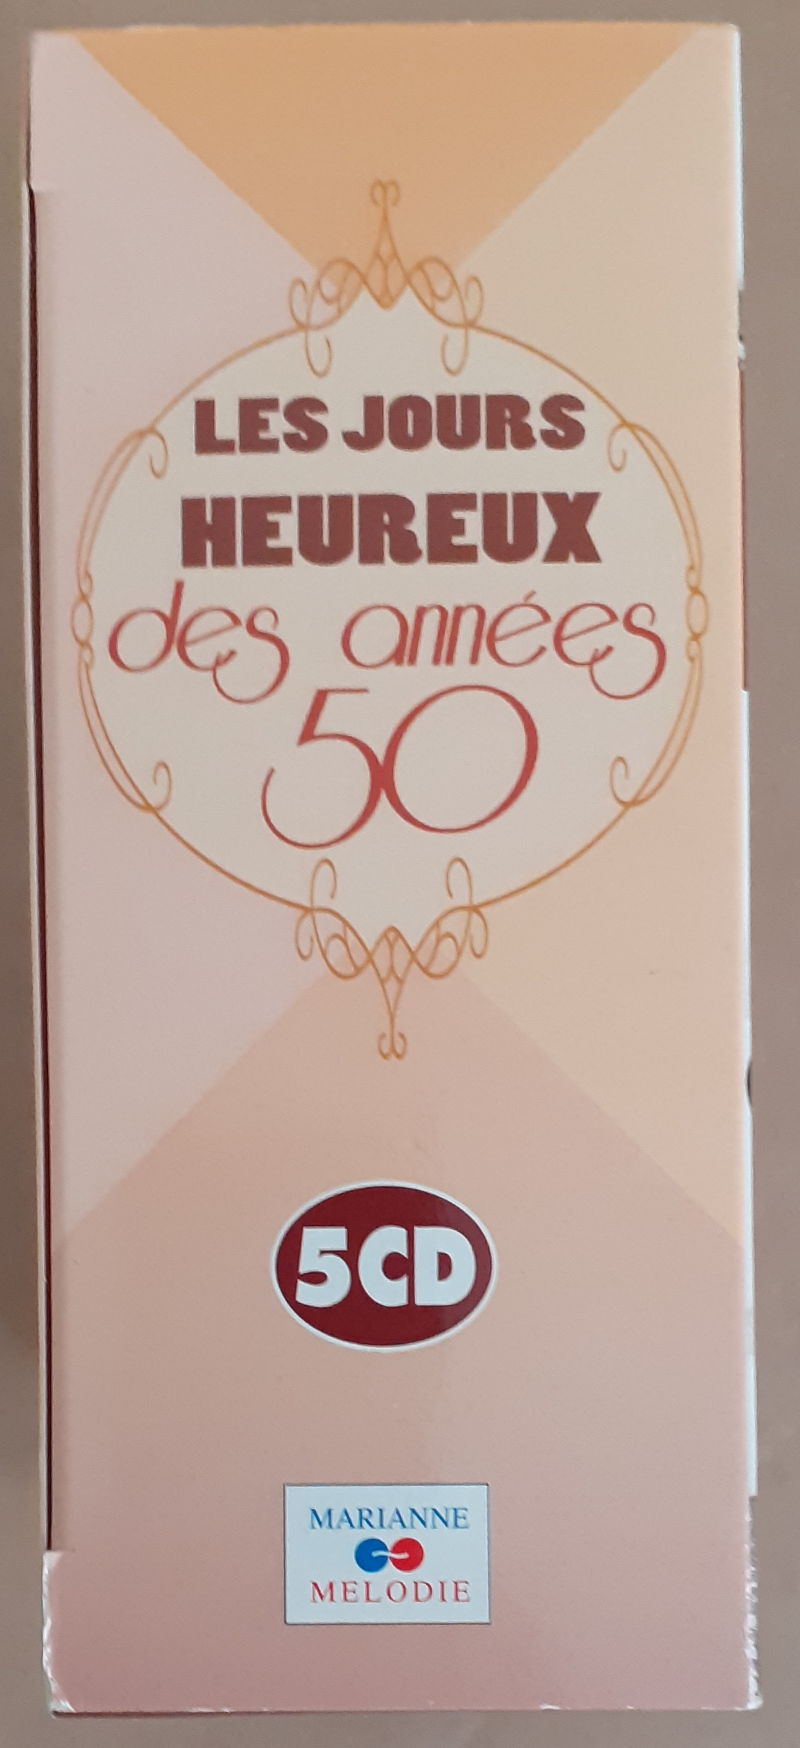 LES JOURS
HEUREUX
des années
50
5CD
MARIANNE
MELODIE